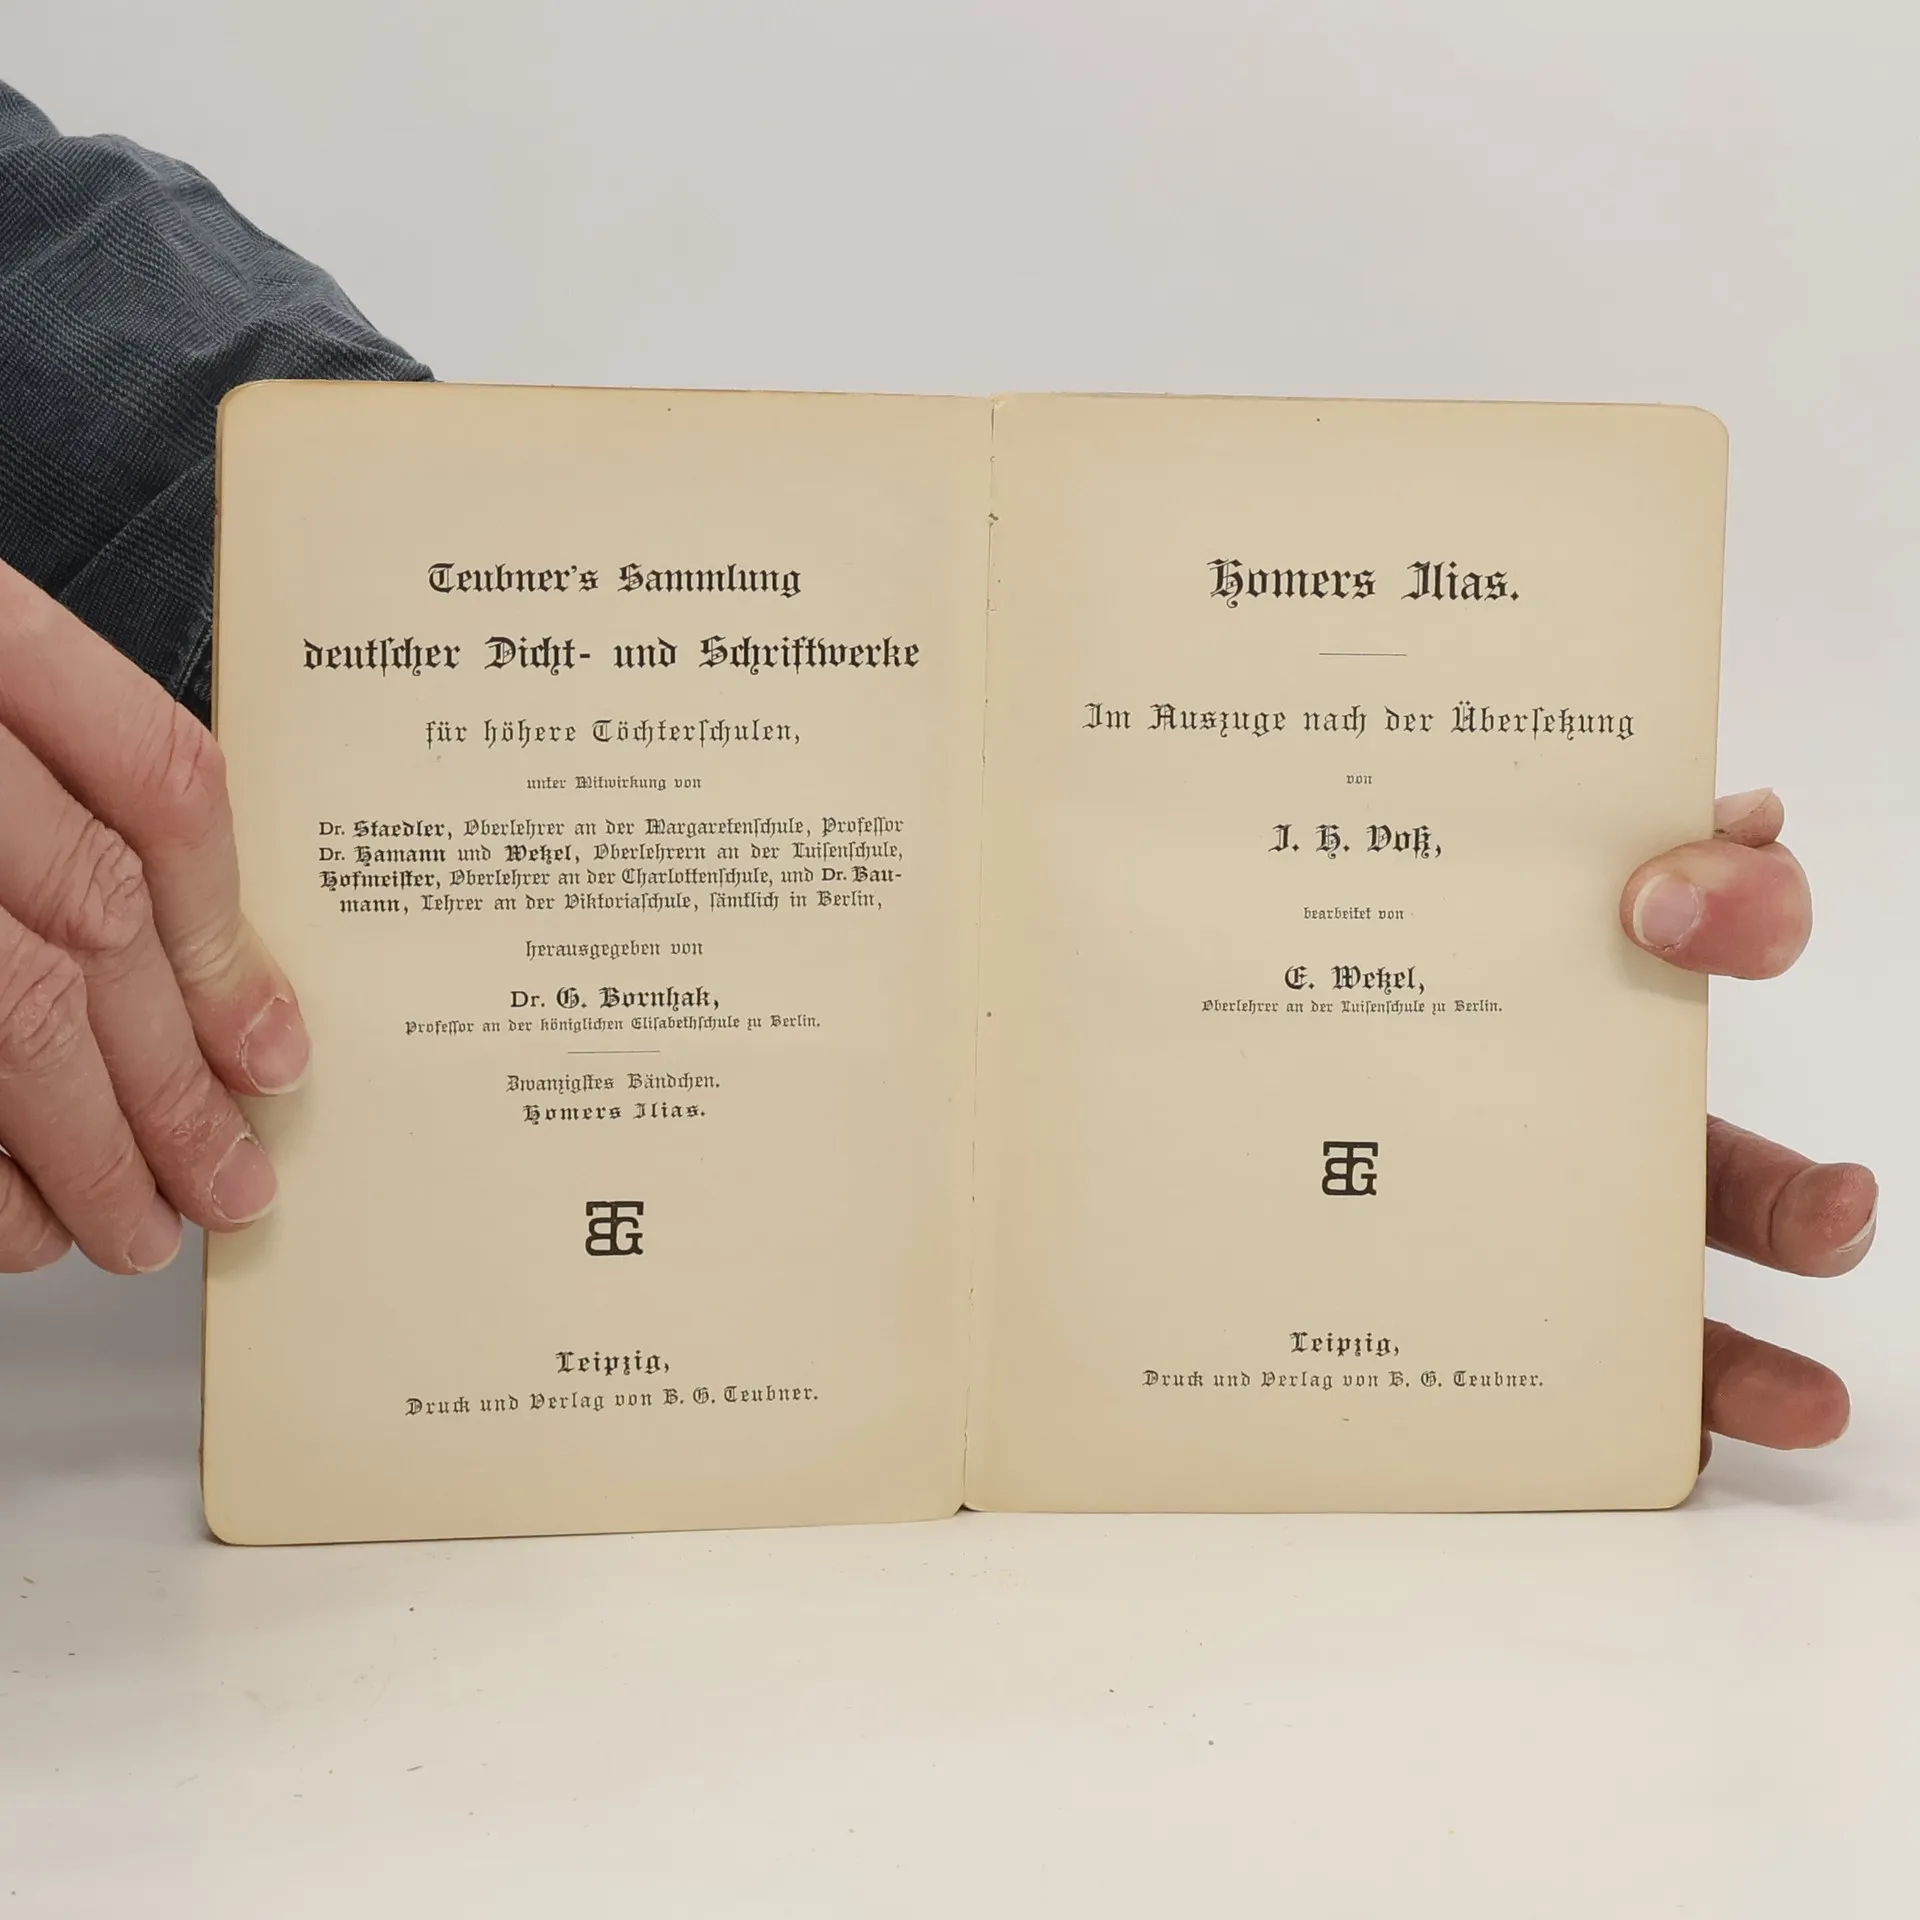 Teubner's Sammlung
deutscher Dicht- und Schriftwerke
für höhere Töchterschulen,
unter Mitwirkung von
Dr. Staedler, Oberlehrer an der Margaretenschule, Professor
Dr. Hamann und Wetzel, Oberlehrern an der Luisenschule,
Hofmeister, Oberlehrer an der Charlottenschule, und Dr. Bau-
mann, Lehrer an der Viktoriaschule, sämtlich in Berlin,
herausgegeben von
Dr. G. Bornhak,
Professor an der königlichen Elisabethschule zu Berlin.
Zwanzigstes Bändchen.
Homers Ilias.
BTG
Leipzig,
Druck und Verlag von B. G. Teubner.
Homers Ilias.
Im Auszuge nach der Übersetzung
von
J. H. Voß,
bearbeitet von
E. Wetzel,
Oberlehrer an der Luisenschule zu Berlin.
BTG
Leipzig,
Druck und Verlag von B. G. Teubner.